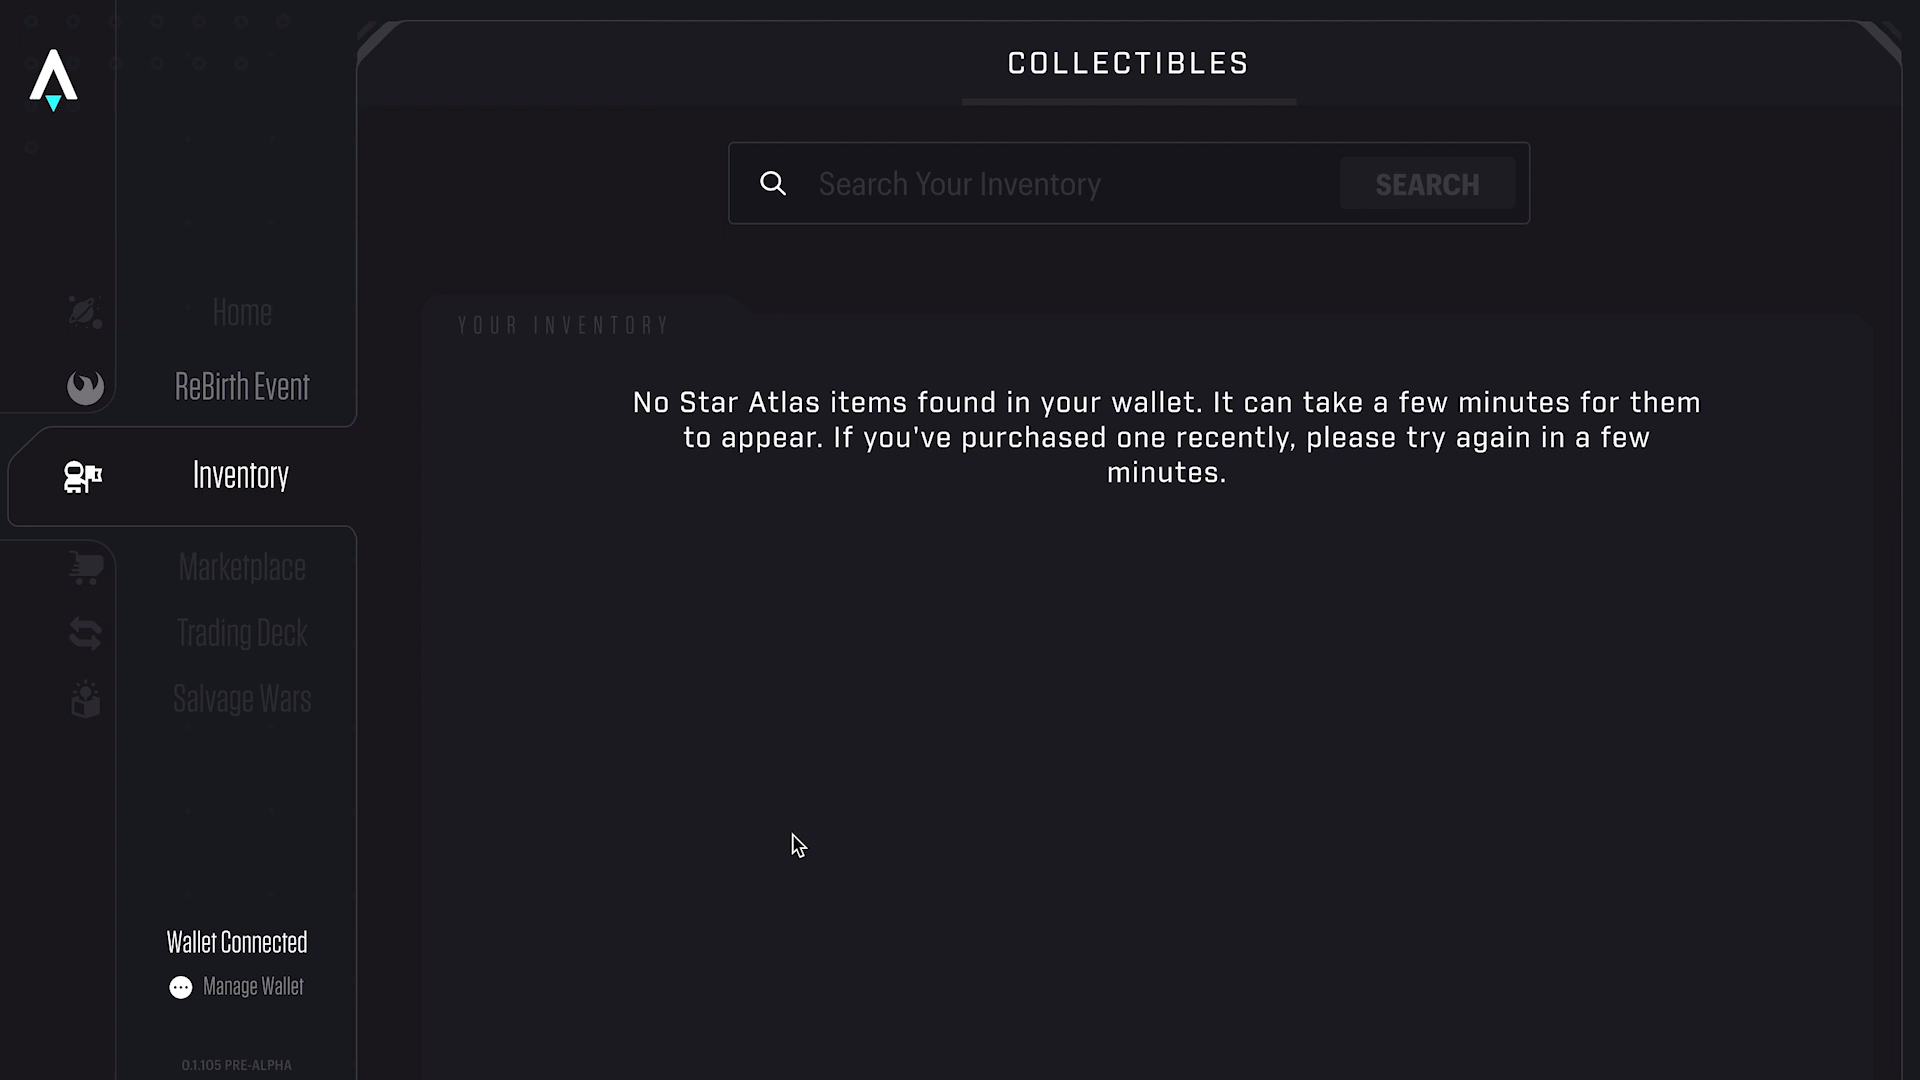 COLLECTIBLES
Search Your Inventory
SEARCH
Home
ReBirth Event
Inventory
Marketplace
Trading Deck
Salvage Wars
Wallet Connected
Manage Wallet
0.1.105 PRE-ALPHA
YOUR INVENTORY
No Star Atlas items found in your wallet. It can take a few minutes for them
to appear. If you've purchased one recently, please try again in a few
minutes.